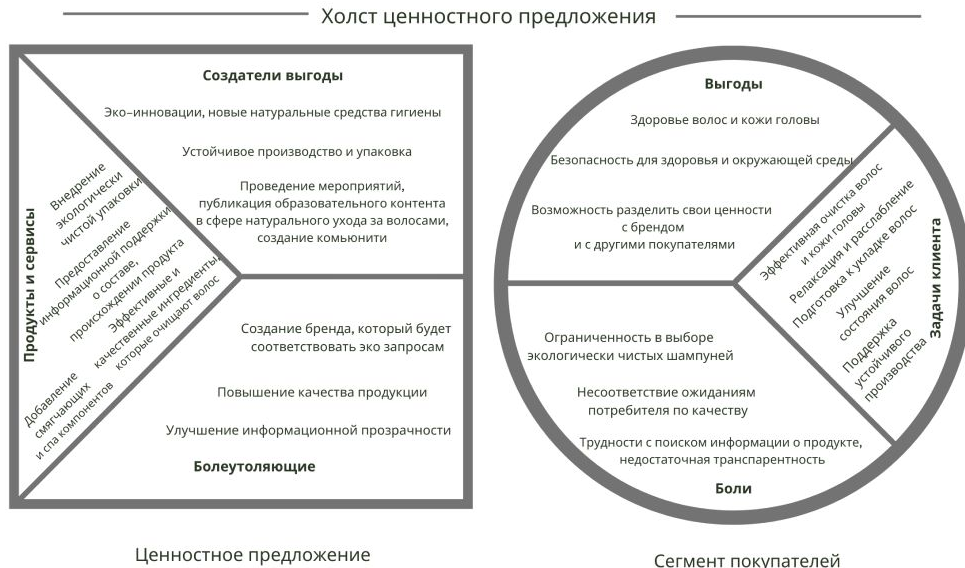 Холст ценностного предложения
Создатели выгоды
Эко-инновации, новые натуральные средства гигиены
Устойчивое производство и упаковка
Проведение мероприятий,
публикация образовательного контента
в сфере натурального ухода за волосами,
создание комьюнити
Продукты и сервисы
Внедрение
экологически
чистой упаковки
Предоставление
информационной поддержки
о составе,
происхождении продукта
Эффективные и
качественные ингредиенты,
которые очищают волос
Добавление
смягчающих
и спа компонентов
Создание бренда, который будет
соответствовать эко запросам
Повышение качества продукции
Улучшение информационной прозрачности
Болеутоляющие
Ценностное предложение
Выгоды
Здоровье волос и кожи головы
Безопасность для здоровья и окружающей среды
Возможность разделить свои ценности
с брендом
и с другими покупателями
Эффективная очистка волос
и кожи головы
Релаксация и расслабление
Подготовка к укладке волос
Улучшение
состояния волос
Поддержка
устойчивого
производства
Задачи клиента
Ограниченность в выборе
экологически чистых шампуней
Несоответствие ожиданиям
потребителя по качеству
Трудности с поиском информации о продукте,
недостаточная транспарентность
Боли
Сегмент покупателей